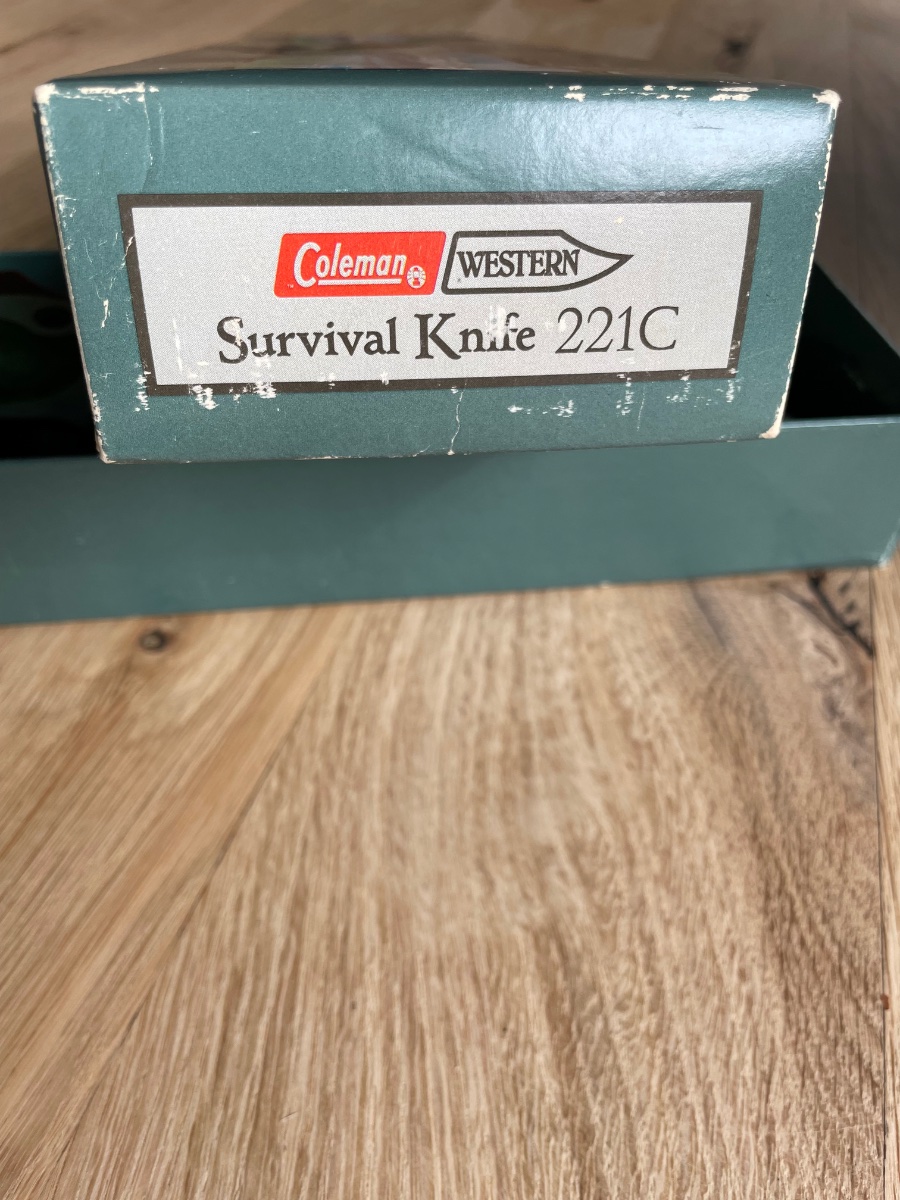 Coleman WESTERN
Survival Knife 221C